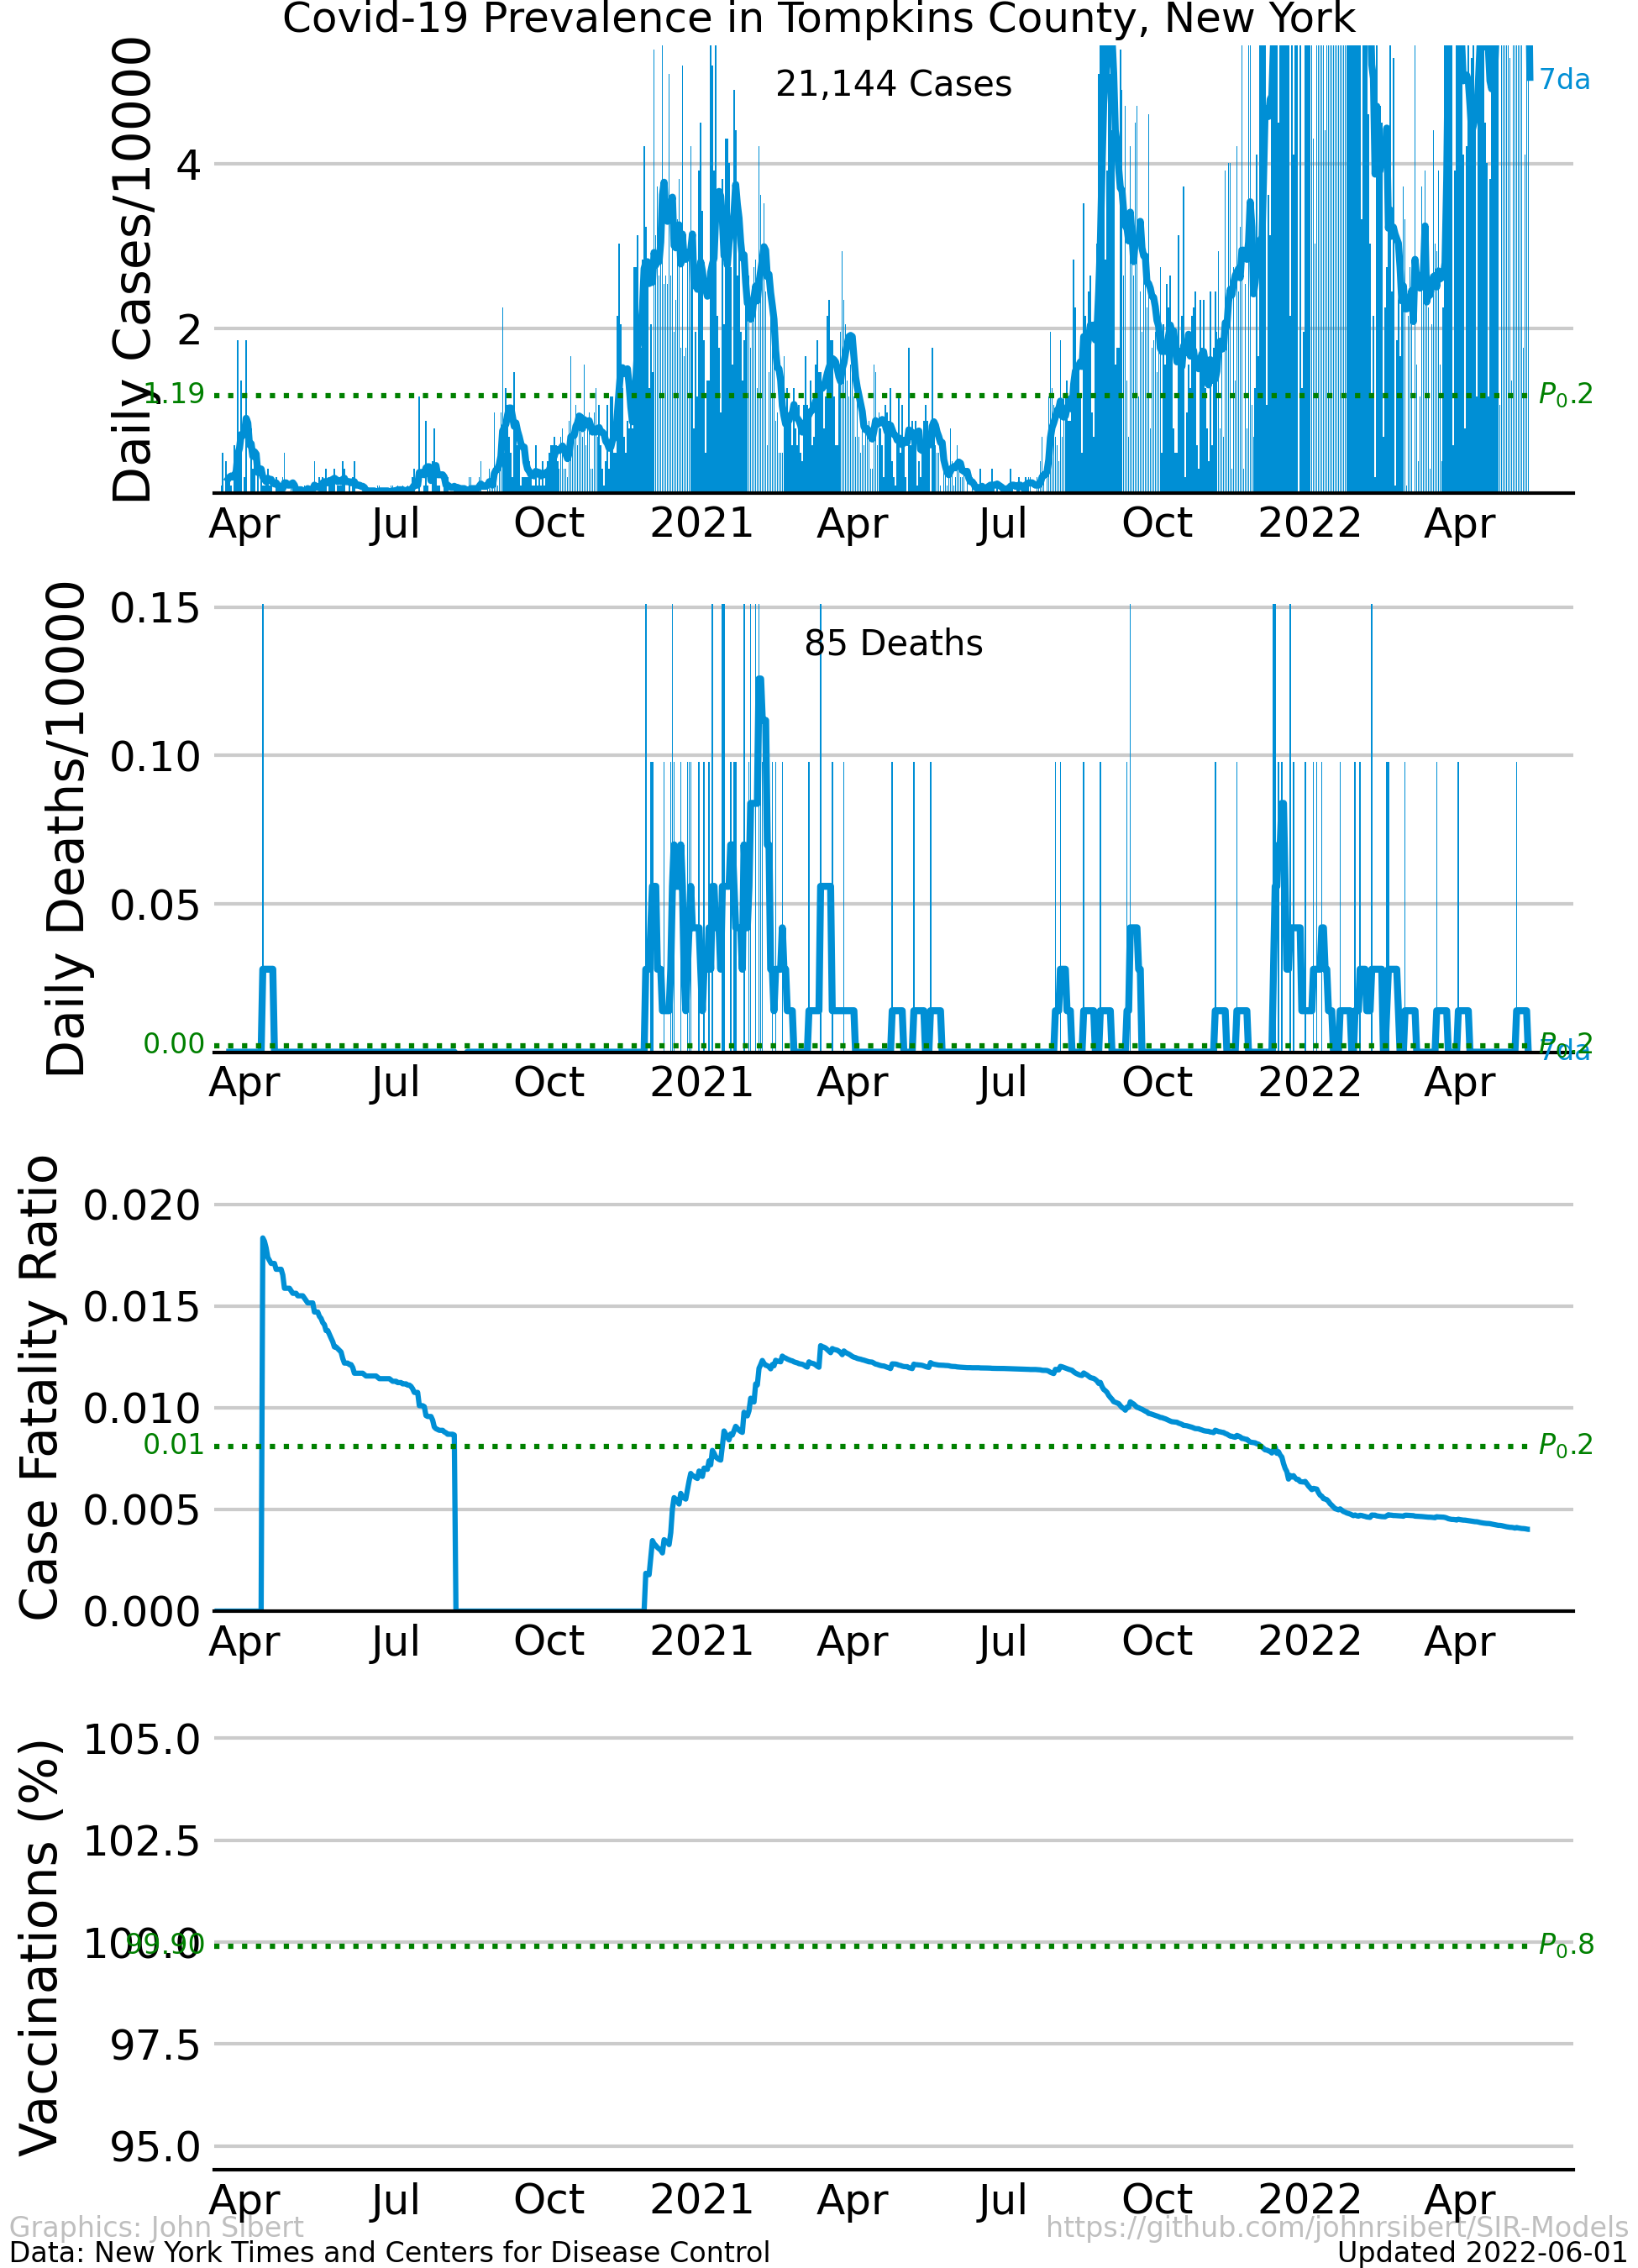 Covid-19 Prevalence in Tompkins County, New York
Daily Cases/10000
21,144 Cases
7da
4
2
1.19
P0.2
Apr Jul Oct 2021 Apr Jul Oct 2022 Apr
Daily Deaths/10000
0.15
85 Deaths
0.10
0.05
0.00
P0.2
7da
Apr Jul Oct 2021 Apr Jul Oct 2022 Apr
Case Fatality Ratio
0.020
0.015
0.010
0.01
P0.2
0.005
0.000
Apr Jul Oct 2021 Apr Jul Oct 2022 Apr
Vaccinations (%)
105.0
102.5
100.0
99.90
P0.8
97.5
95.0
Apr Jul Oct 2021 Apr Jul Oct 2022 Apr
Graphics: John Sibert
https://github.com/johnrsibert/SIR-Models
Data: New York Times and Centers for Disease Control
Updated 2022-06-01